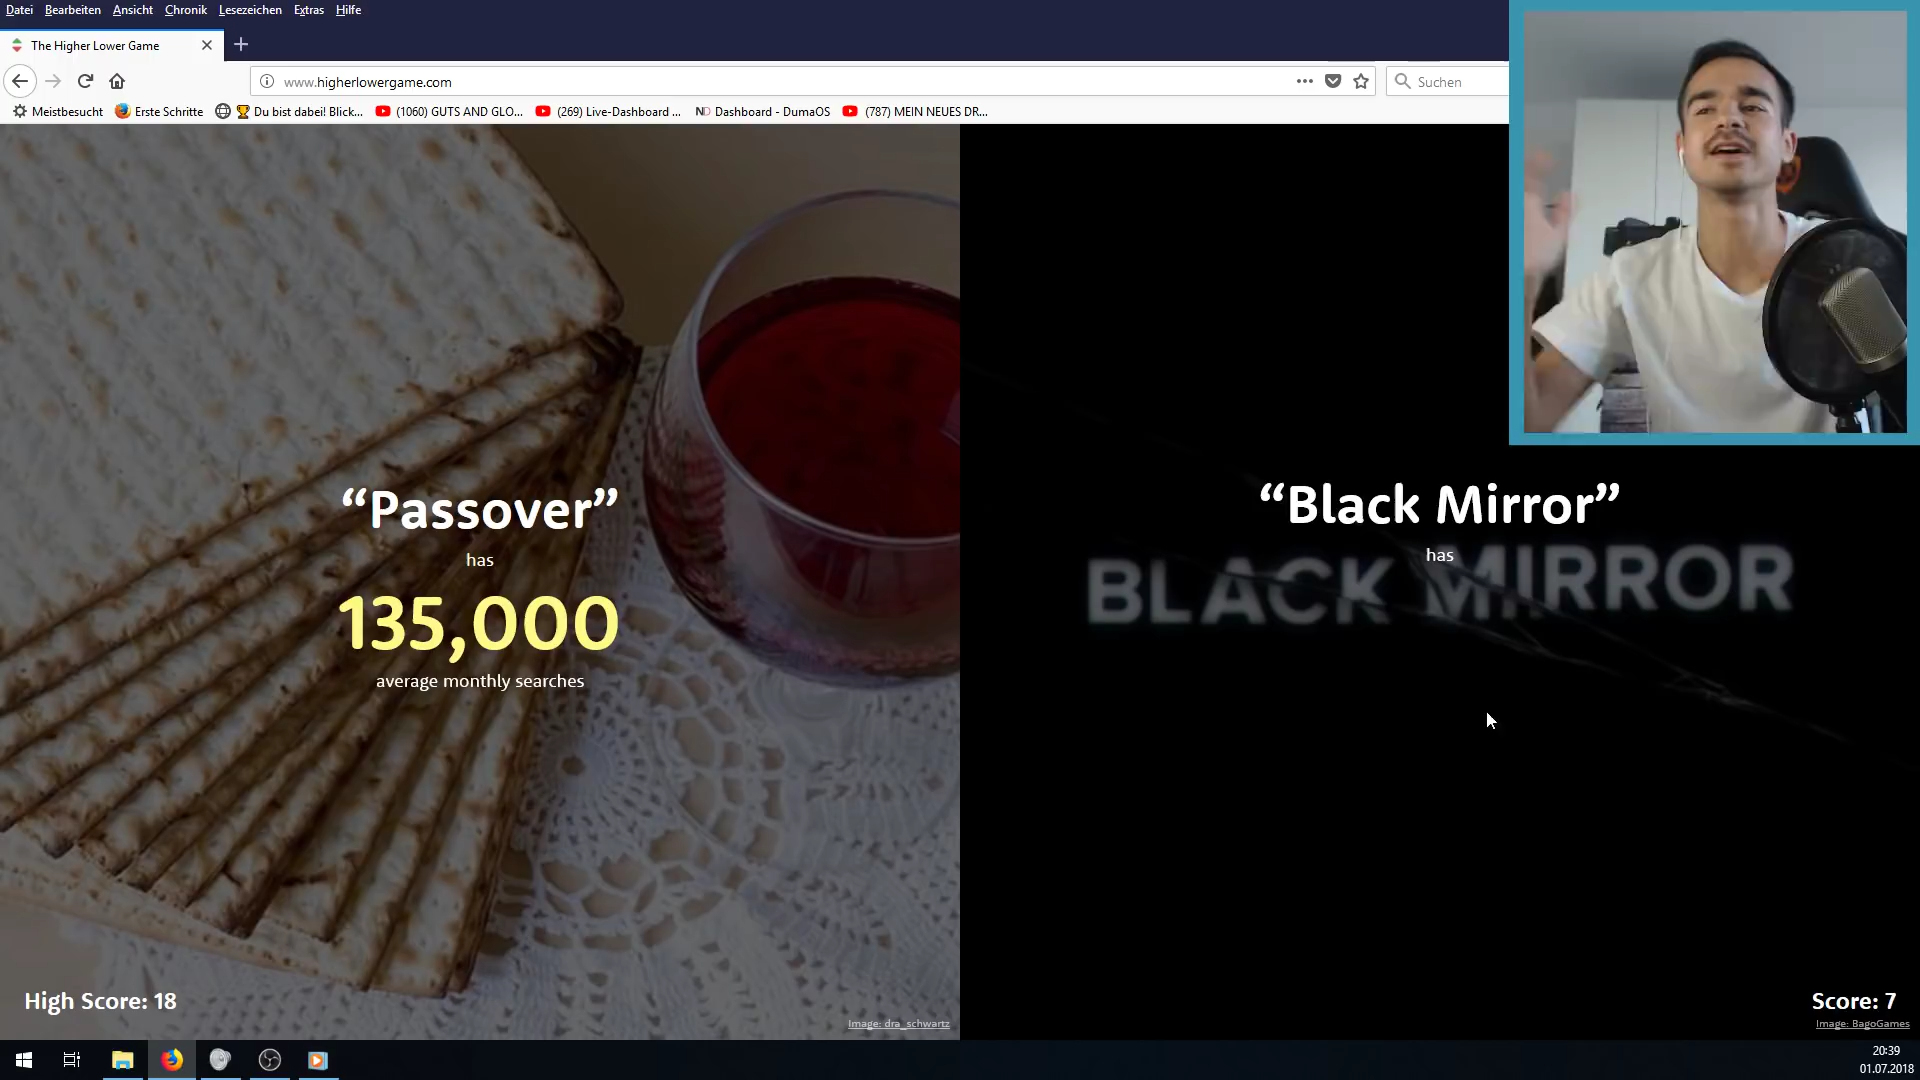 Datei Bearbeiten Ansicht Chronik Lesezeichen Extras Hilfe
The Higher Lower Game
www.higherlowergame.com
Suchen
Meistbesucht Erste Schritte Du bist dabei! Blick... (1060) GUTS AND GLO... (269) Live-Dashboard ... ND Dashboard - DumaOS (787) MEIN NEUES DR...
“Passover”
has
135,000
average monthly searches
“Black Mirror”
has
BLACK MIRROR
High Score: 18
Image: dra_schwartz
Score: 7
Image: BagoGames
20:39
01.07.2018